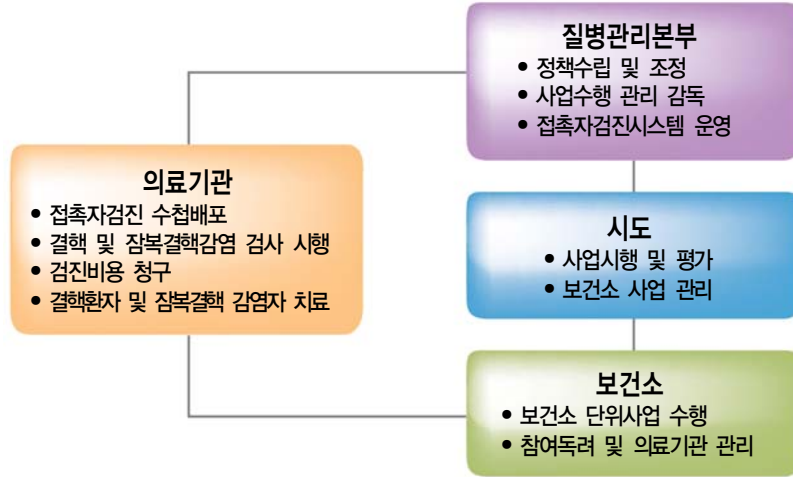 질병관리본부
• 정책수립 및 조정
• 사업수행 관리 감독
• 접촉자검진시스템 운영
의료기관
• 접촉자검진 수첩배포
• 결핵 및 잠복결핵감염 검사 시행
• 검진비용 청구
• 결핵환자 및 잠복결핵 감염자 치료
시도
• 사업시행 및 평가
• 보건소 사업 관리
보건소
• 보건소 단위사업 수행
• 참여독려 및 의료기관 관리